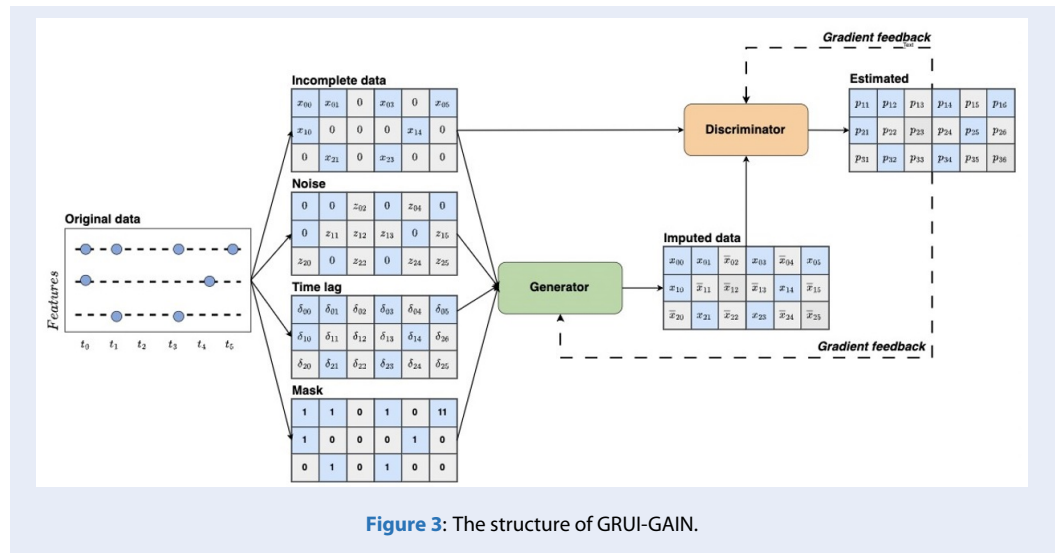 Gradient feedback
Text
Incomplete data
Estimated
x₀₀ x₀₁ 0 x₀₃ 0 x₀₅
x₁₀ 0 0 0 x₁₄ 0
0 x₂₁ 0 x₂₃ 0 0
Discriminator
p₁₁ p₁₂ p₁₃ p₁₄ p₁₅ p₁₆
p₂₁ p₂₂ p₂₃ p₂₄ p₂₅ p₂₆
p₃₁ p₃₂ p₃₃ p₃₄ p₃₅ p₃₆
Noise
0 0 z₀₂ 0 z₀₄ 0
0 z₁₁ z₁₂ z₁₃ 0 z₁₅
z₂₀ 0 z₂₂ 0 z₂₄ z₂₅
Original data
Features
t₀ t₁ t₂ t₃ t₄ t₅
Time lag
δ₀₀ δ₀₁ δ₀₂ δ₀₃ δ₀₄ δ₀₅
δ₁₀ δ₁₁ δ₁₂ δ₁₃ δ₁₄ δ₂₆
δ₂₀ δ₂₁ δ₂₂ δ₂₃ δ₂₄ δ₂₅
Generator
Imputed data
x₀₀ x₀₁ x̅₀₂ x₀₃ x̅₀₄ x₀₅
x₁₀ x̅₁₁ x̅₁₂ x̅₁₃ x₁₄ x̅₁₅
x̅₂₀ x₂₁ x̅₂₂ x₂₃ x̅₂₄ x̅₂₅
Gradient feedback
Mask
1 1 0 1 0 11
1 0 0 0 1 0
0 1 0 1 0 0
Figure 3: The structure of GRUI-GAIN.